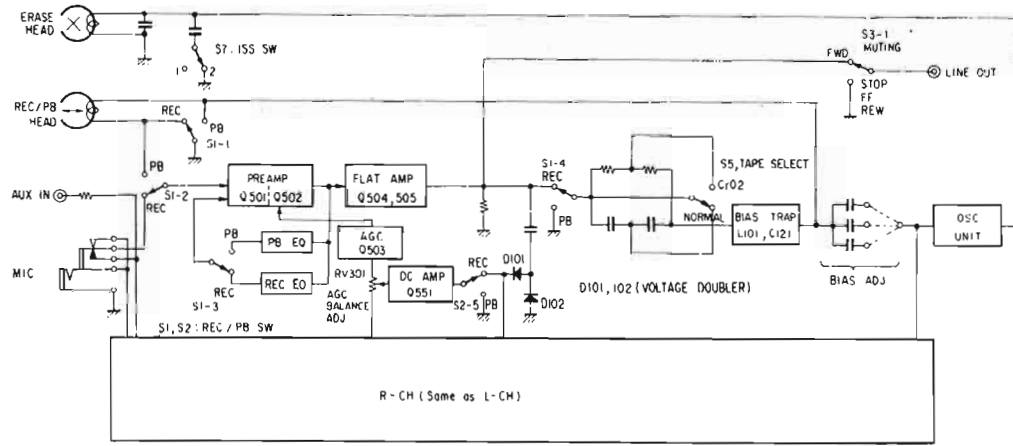 ERASE
HEAD
S7. ISS SW
1
2
S3-1
MUTING
FWD
LINE OUT
STOP
FF
REW
REC/PB
HEAD
REC
PB
S1-1
PB
AUX IN
S1-2
REC
PREAMP
Q501 Q502
FLAT AMP
Q504, 505
S1-4
REC
PB
S5, TAPE SELECT
CrO2
NORMAL
BIAS TRAP
L101, C121
OSC
UNIT
BIAS ADJ
MIC
PB
PB EQ
REC EQ
REC
S1-3
AGC
Q503
RV301
AGC
BALANCE
ADJ
DC AMP
Q551
REC
S2-5
PB
D101
D102
D101, 102 (VOLTAGE DOUBLER)
S1, S2 : REC / PB SW
R-CH (Same as L-CH)